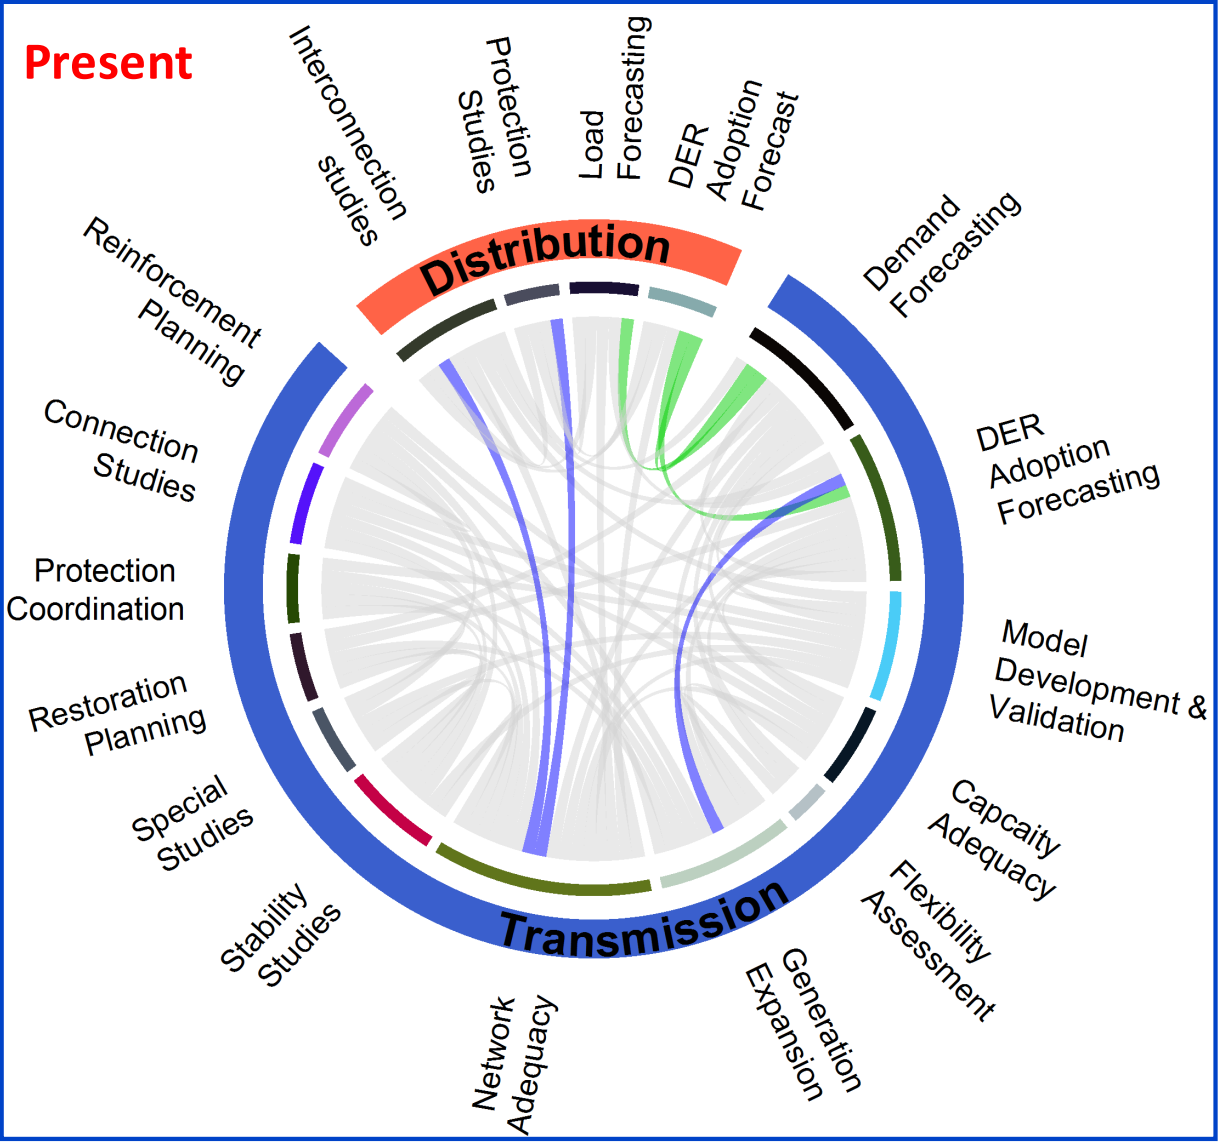 Present
Interconnection
studies
Protection
Studies
Load
Forecasting
DER
Adoption
Forecast
Demand
Forecasting
DER
Adoption
Forecasting
Model
Development &
Validation
Capcaity
Adequacy
Flexibility
Assessment
Generation
Expansion
Network
Adequacy
Stability
Studies
Special
Studies
Restoration
Planning
Protection
Coordination
Connection
Studies
Reinforcement
Planning
Distribution
Transmission